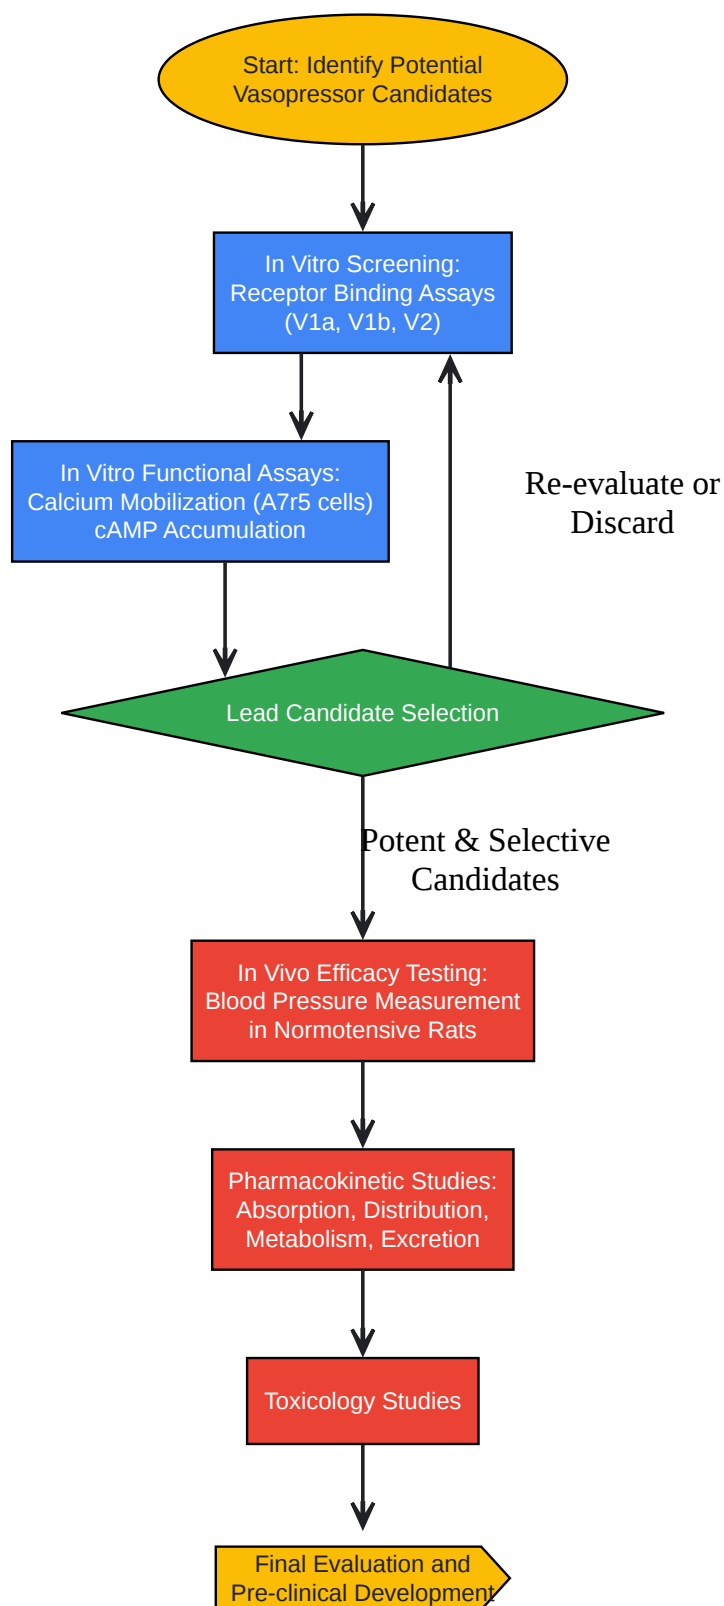 Start: Identify Potential
Vasopressor Candidates
In Vitro Screening:
Receptor Binding Assays
(V1a, V1b, V2)
In Vitro Functional Assays:
Calcium Mobilization (A7r5 cells)
cAMP Accumulation
Re-evaluate or
Discard
Lead Candidate Selection
Potent & Selective
Candidates
In Vivo Efficacy Testing:
Blood Pressure Measurement
in Normotensive Rats
Pharmacokinetic Studies:
Absorption, Distribution,
Metabolism, Excretion
Toxicology Studies
Final Evaluation and
Pre-clinical Development